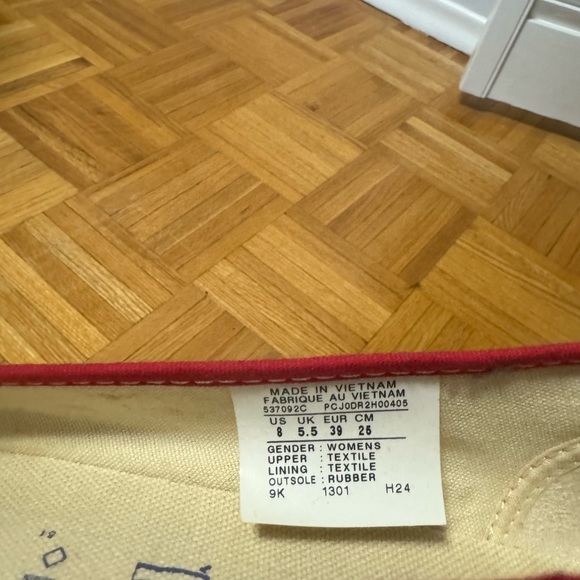 MADE IN VIETNAM
FABRIQUE AU VIETNAM
537092C PCJ0DR2H00405
US UK EUR CM
8 5.5 39 25
GENDER : WOMENS
UPPER : TEXTILE
LINING : TEXTILE
OUTSOLE : RUBBER
9K 1301 H24